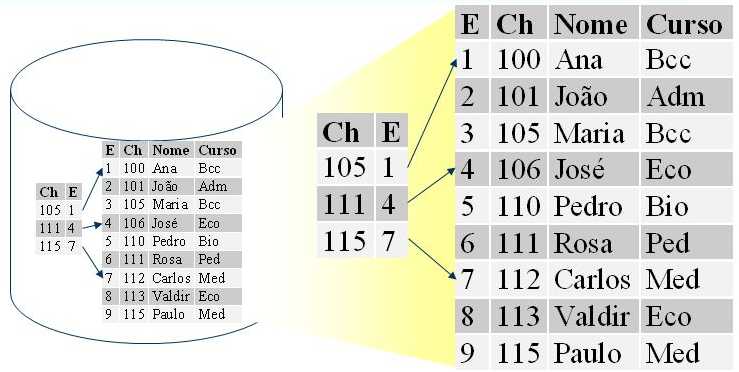 E Ch Nome Curso
1 100 Ana Bcc
2 101 João Adm
3 105 Maria Bcc
4 106 José Eco
5 110 Pedro Bio
6 111 Rosa Ped
7 112 Carlos Med
8 113 Valdir Eco
9 115 Paulo Med
Ch E
105 1
111 4
115 7
Ch E
105 1
111 4
115 7
E Ch Nome Curso
1 100 Ana Bcc
2 101 João Adm
3 105 Maria Bcc
4 106 José Eco
5 110 Pedro Bio
6 111 Rosa Ped
7 112 Carlos Med
8 113 Valdir Eco
9 115 Paulo Med